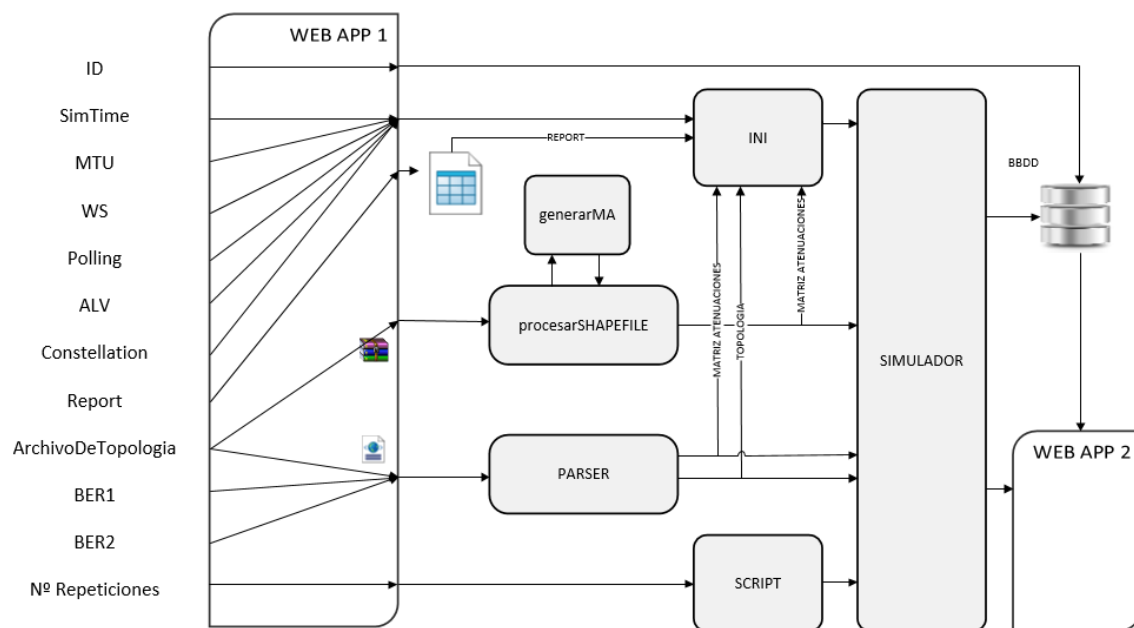 WEB APP 1
ID
SimTime
MTU
WS
Polling
ALV
Constellation
Report
ArchivoDeTopologia
BER1
BER2
Nº Repeticiones
REPORT
INI
generarMA
procesarSHAPEFILE
MATRIZ ATENUACIONES
TOPOLOGIA
MATRIZ ATENUACIONES
PARSER
SCRIPT
SIMULADOR
BBDD
WEB APP 2